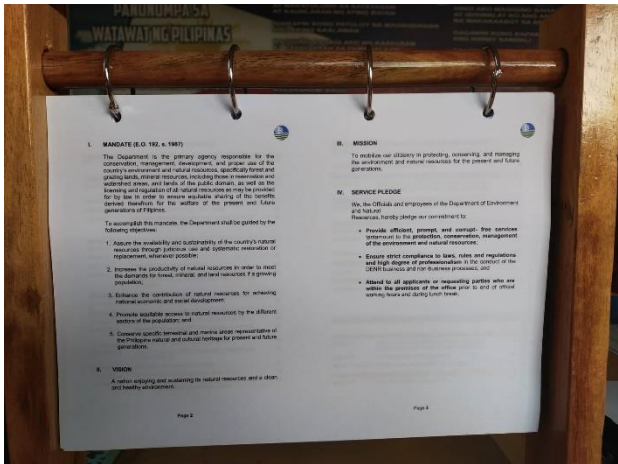 PANUNUMPA SA
WATAWAT NG PILIPINAS
I. MANDATE (E.O. 192, s. 1987)
The Department is the primary agency responsible for the
conservation, management, development, and proper use of the
country's environment and natural resources, specifically forest and
grazing lands, mineral resources, including those in reservation and
watershed areas, and lands of the public domain, as well as the
licensing and regulation of all natural resources as may be provided
for by law in order to ensure equitable sharing of the benefits
derived therefrom for the welfare of the present and future
generations of Filipinos.
To accomplish this mandate, the Department shall be guided by the
following objectives:
1. Assure the availability and sustainability of the country's natural
resources through judicious use and systematic restoration or
replacement, whenever possible;
2. Increase the productivity of natural resources in order to meet
the demands for forest, mineral, and land resources if a growing
population;
3. Enhance the contribution of natural resources for achieving
national economic and social development;
4. Promote equitable access to natural resources by the different
sectors of the population; and
5. Conserve specific terrestrial and marine areas representative of
the Philippine natural and cultural heritage for present and future
generations.
II. VISION
A nation enjoying and sustaining its natural resources and a clean
and healthy environment.
Page 2
III. MISSION
To mobilize our citizenry in protecting, conserving, and managing
the environment and natural resources for the present and future
generations.
IV. SERVICE PLEDGE
We, the Officials and employees of the Department of Environment
and Natural
Resources, hereby pledge our commitment to:
• Provide efficient, prompt, and corrupt- free services
tantamount to the protection, conservation, management
of the environment and natural resources;
• Ensure strict compliance to laws, rules and regulations
and high degree of professionalism in the conduct of the
DENR business and non-business processes; and
• Attend to all applicants or requesting parties who are
within the premises of the office prior to end of official
working hours and during lunch break.
Page 3